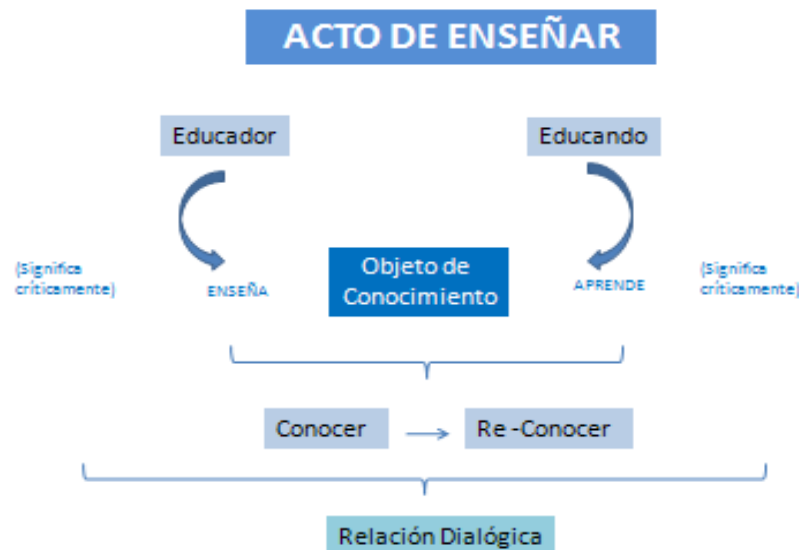 ACTO DE ENSEÑAR
Educador
Educando
(Significa
críticamente)
ENSEÑA
Objeto de
Conocimiento
APRENDE
(Significa
críticamente)
Conocer
Re -Conocer
Relación Dialógica